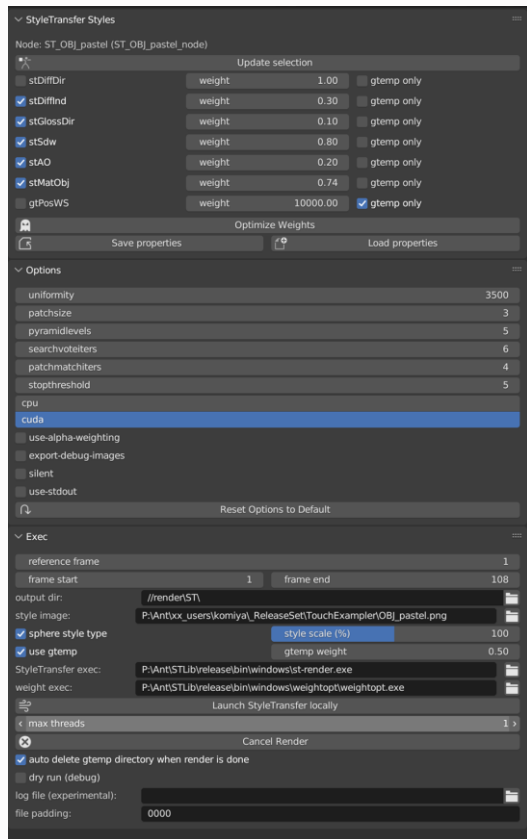 StyleTransfer Styles
Node: ST_OBJ_pastel (ST_OBJ_pastel_node)
Update selection
stDiffDir weight 1.00 gtemp only
stDiffInd weight 0.30 gtemp only
stGlossDir weight 0.10 gtemp only
stSdw weight 0.80 gtemp only
stAO weight 0.20 gtemp only
stMatObj weight 0.74 gtemp only
gtPosWS weight 10000.00 gtemp only
Optimize Weights
Save properties Load properties
Options
uniformity 3500
patchsize 3
pyramidlevels 5
searchvoteiters 6
patchmatchiters 4
stopthreshold 5
cpu
cuda
use-alpha-weighting
export-debug-images
silent
use-stdout
Reset Options to Default
Exec
reference frame 1
frame start 1 frame end 108
output dir: //render\ST\
style image: P:\Ant\xx_users\komiya\_ReleaseSet\TouchExampler\OBJ_pastel.png
sphere style type style scale (%) 100
use gtemp gtemp weight 0.50
StyleTransfer exec: P:\Ant\STLib\release\bin\windows\st-render.exe
weight exec: P:\Ant\STLib\release\bin\windows\weightopt\weightopt.exe
Launch StyleTransfer locally
max threads 1
Cancel Render
auto delete gtemp directory when render is done
dry run (debug)
log file (experimental):
file padding: 0000